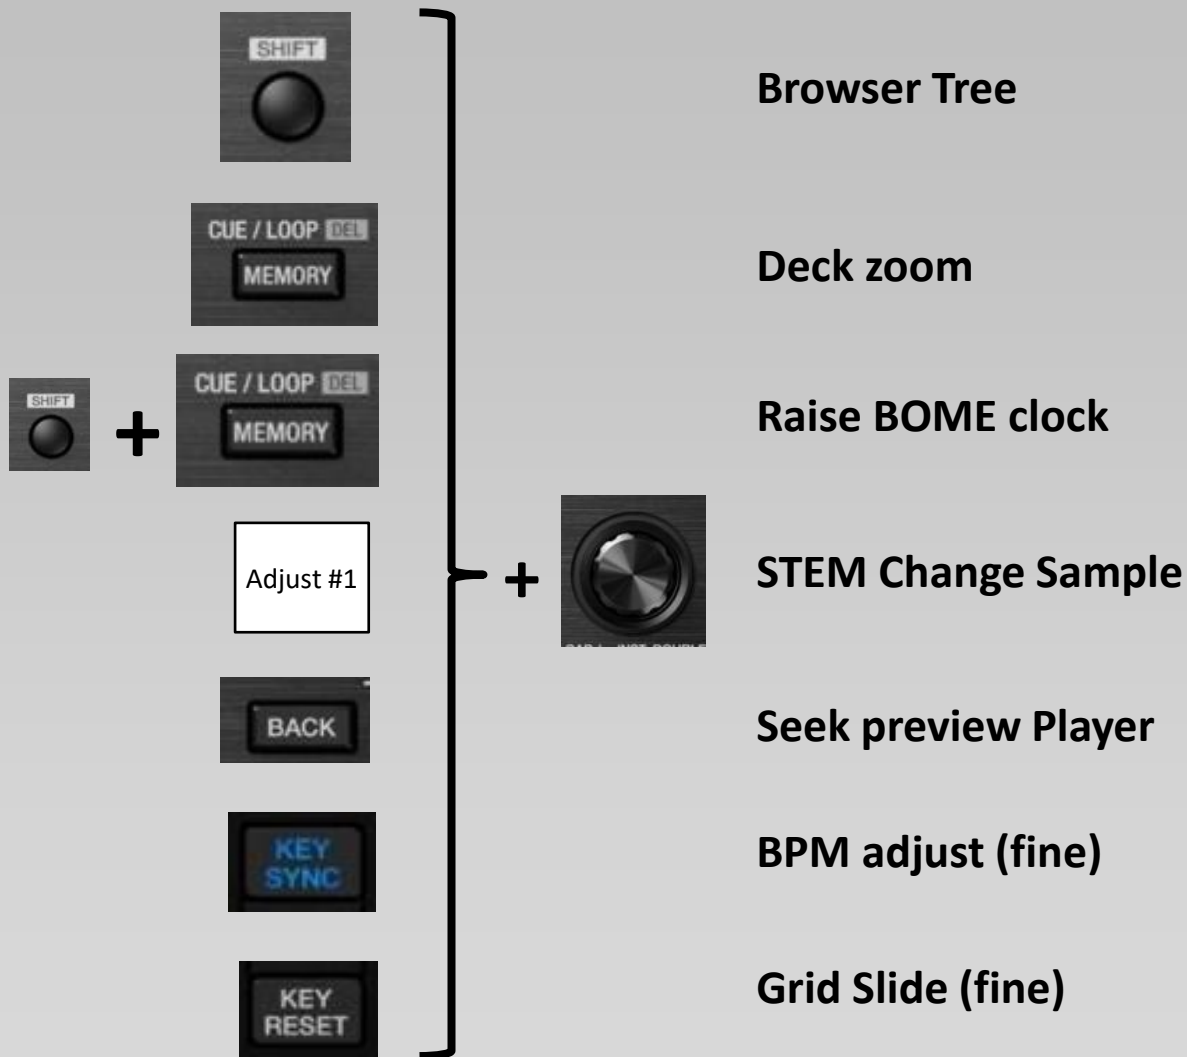 SHIFT
Browser Tree
CUE / LOOP DEL
MEMORY
Deck zoom
SHIFT
+
CUE / LOOP DEL
MEMORY
Raise BOME clock
Adjust #1
+
STEM Change Sample
BACK
Seek preview Player
KEY
SYNC
BPM adjust (fine)
KEY
RESET
Grid Slide (fine)